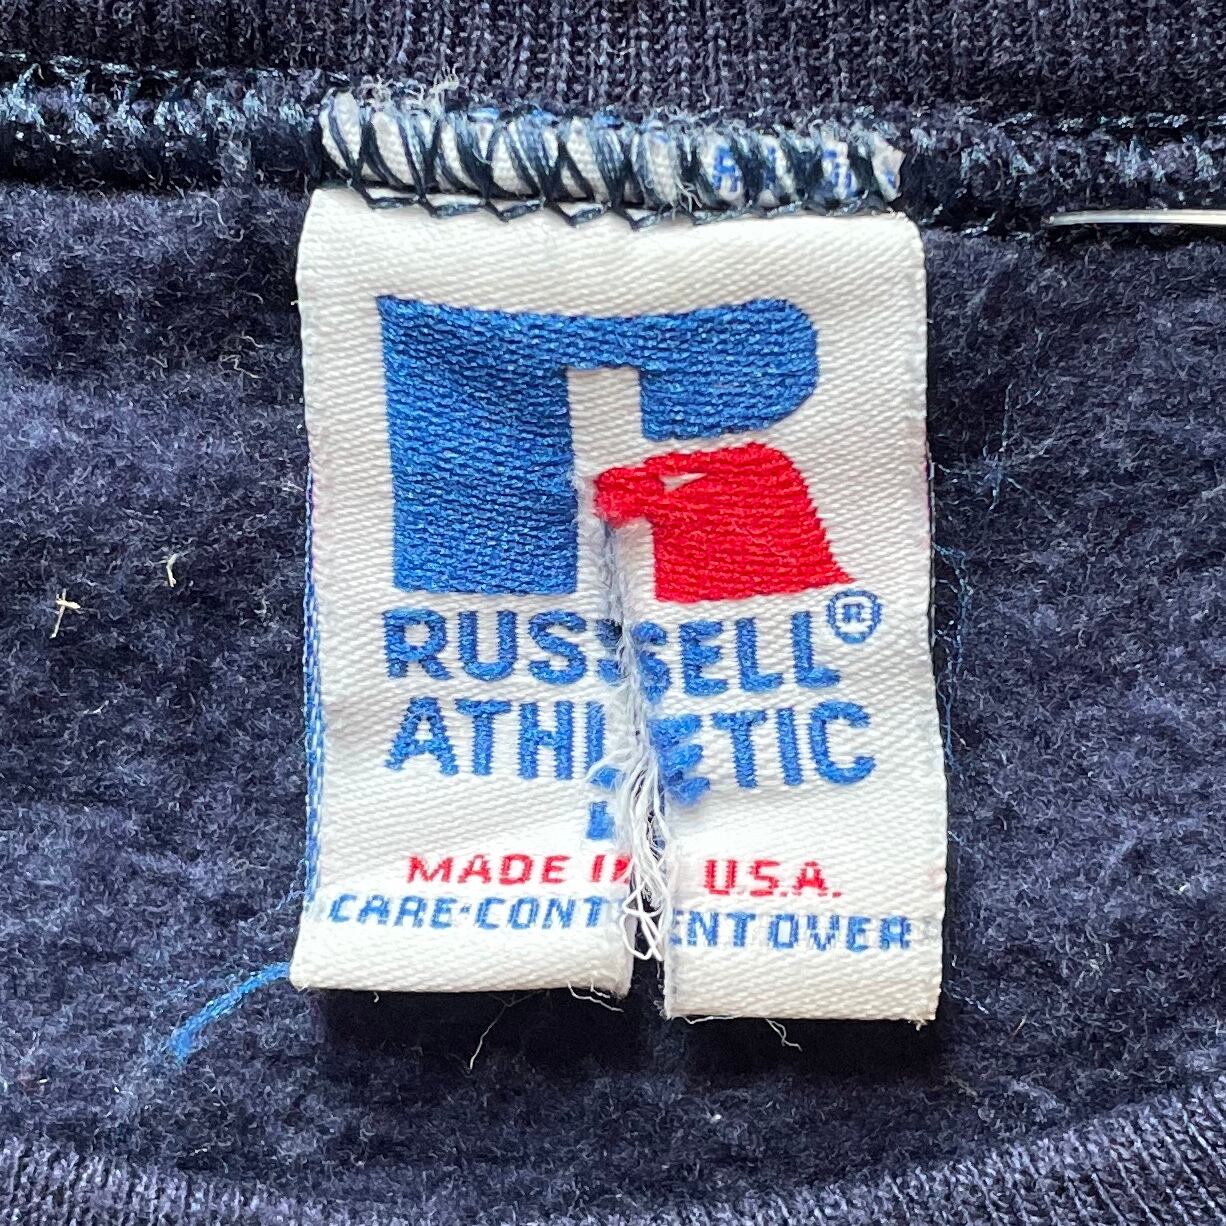 RUSSELL®
ATHLETIC
MADE IN U.S.A.
CARE·CONTENT OVER